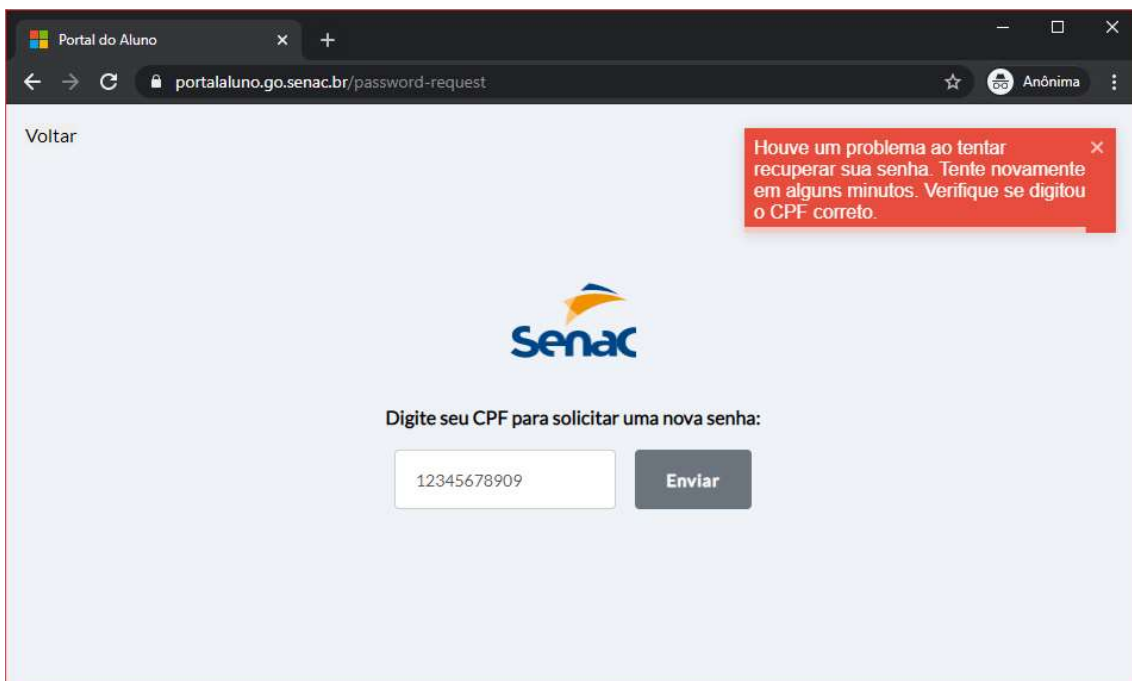 Portal do Aluno
portalaluno.go.senac.br/password-request
Anônima
Voltar
Houve um problema ao tentar
recuperar sua senha. Tente novamente
em alguns minutos. Verifique se digitou
o CPF correto.
Senac
Digite seu CPF para solicitar uma nova senha:
12345678909
Enviar